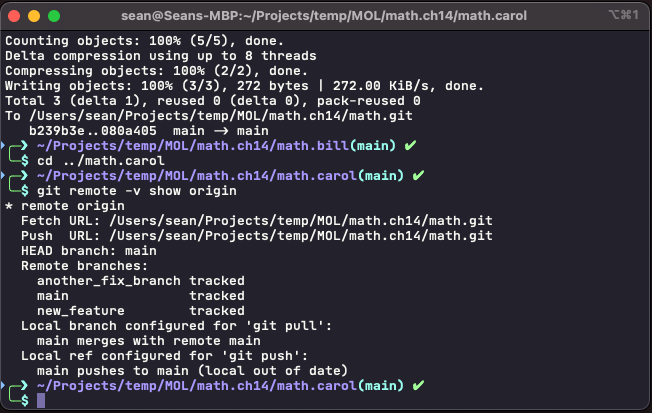 sean@Seans-MBP:~/Projects/temp/MOL/math.ch14/math.carol ⌥⌘1
Counting objects: 100% (5/5), done.
Delta compression using up to 8 threads
Compressing objects: 100% (2/2), done.
Writing objects: 100% (3/3), 272 bytes | 272.00 KiB/s, done.
Total 3 (delta 1), reused 0 (delta 0), pack-reused 0
To /Users/sean/Projects/temp/MOL/math.ch14/math.git
   b239b3e..080a405  main -> main
~/Projects/temp/MOL/math.ch14/math.bill(main) ✔
$ cd ../math.carol
~/Projects/temp/MOL/math.ch14/math.carol(main) ✔
$ git remote -v show origin
* remote origin
  Fetch URL: /Users/sean/Projects/temp/MOL/math.ch14/math.git
  Push  URL: /Users/sean/Projects/temp/MOL/math.ch14/math.git
  HEAD branch: main
  Remote branches:
    another_fix_branch tracked
    main               tracked
    new_feature        tracked
  Local branch configured for 'git pull':
    main merges with remote main
  Local ref configured for 'git push':
    main pushes to main (local out of date)
~/Projects/temp/MOL/math.ch14/math.carol(main) ✔
$